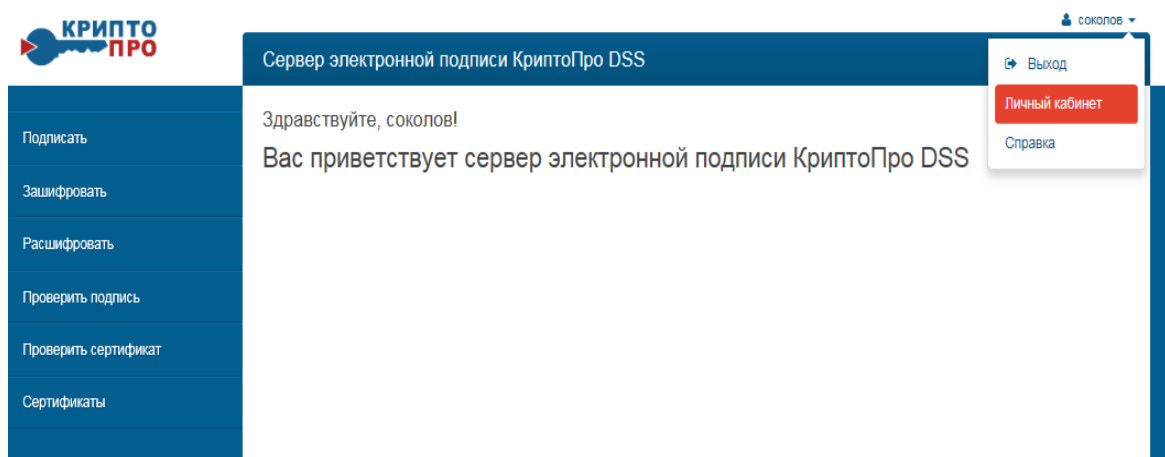 КРИПТО
ПРО
соколов
Сервер электронной подписи КриптоПро DSS
Выход
Личный кабинет
Справка
Здравствуйте, соколов!
Вас приветствует сервер электронной подписи КриптоПро DSS
Подписать
Зашифровать
Расшифровать
Проверить подпись
Проверить сертификат
Сертификаты